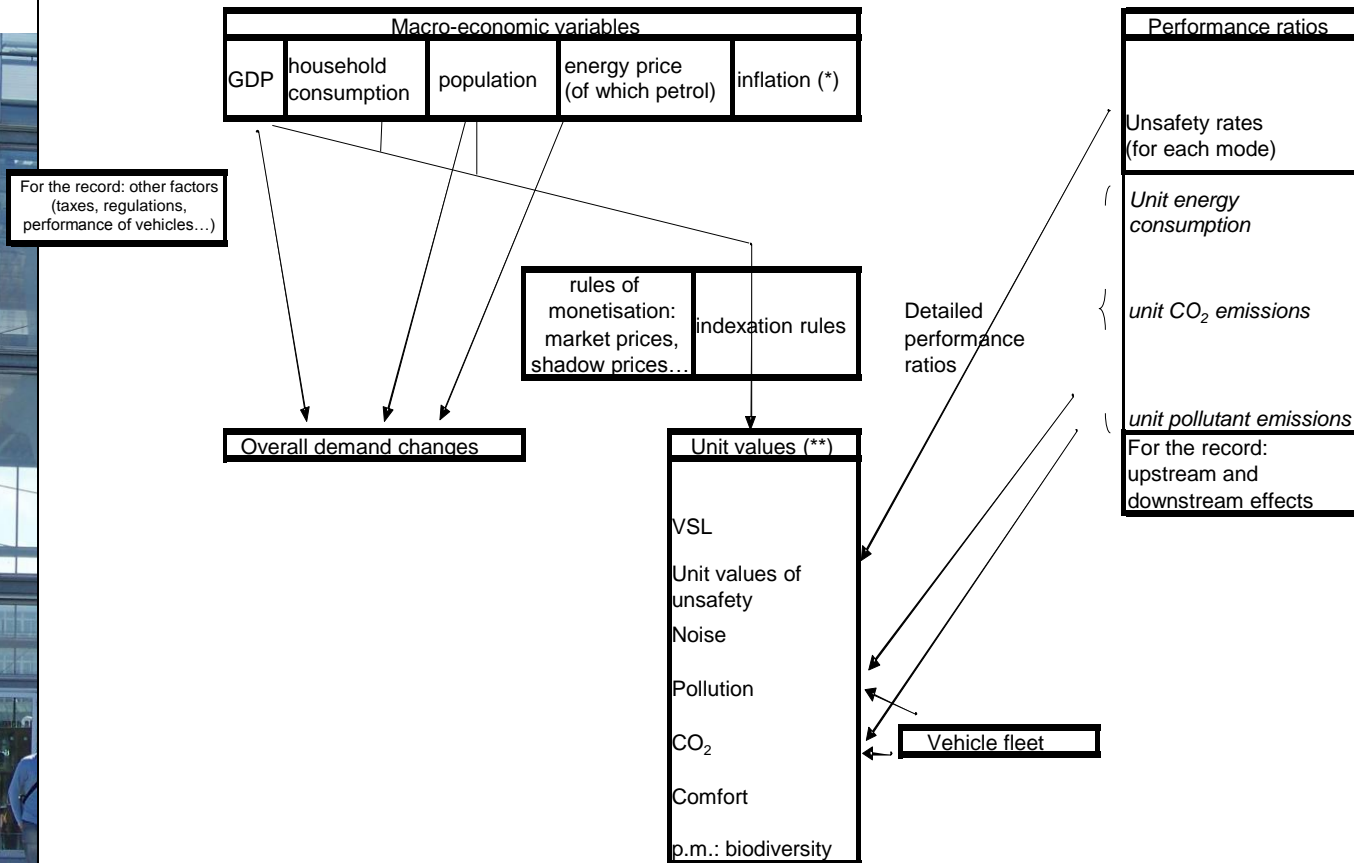 Macro-economic variables
GDP
household
consumption
population
energy price
(of which petrol)
inflation (*)
Performance ratios
Unsafety rates
(for each mode)
Unit energy
consumption
unit CO₂ emissions
unit pollutant emissions
For the record:
upstream and
downstream effects
For the record: other factors
(taxes, regulations,
performance of vehicles…)
rules of
monetisation:
market prices,
shadow prices…
indexation rules
Detailed
performance
ratios
Overall demand changes
Unit values (**)
VSL
Unit values of
unsafety
Noise
Pollution
CO₂
Comfort
p.m.: biodiversity
Vehicle fleet